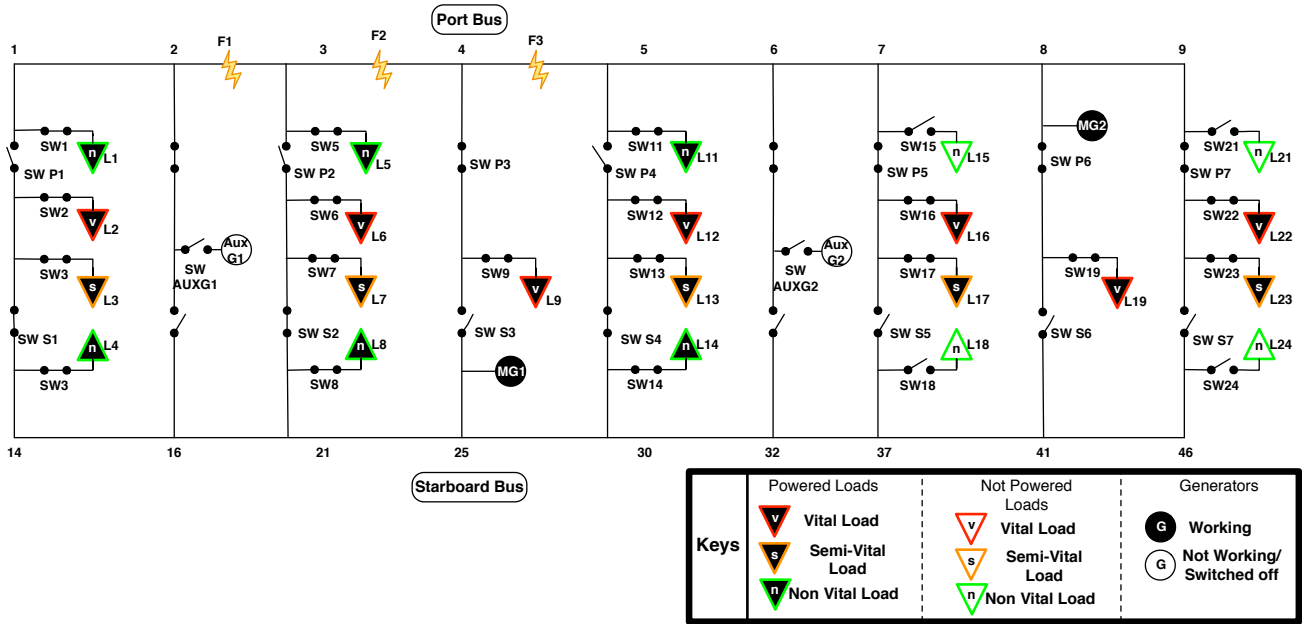 Port Bus
1
2
F1
3
F2
4
F3
5
6
7
8
9
SW1
n
L1
SW5
n
L5
SW11
n
L11
SW15
n
L15
MG2
SW21
n
L21
SW P1
SW P2
SW P3
SW P4
SW P5
SW P6
SW P7
SW2
v
L2
SW6
v
L6
SW12
v
L12
SW16
v
L16
SW22
v
L22
SW
AUXG1
Aux
G1
SW
AUXG2
Aux
G2
SW3
s
L3
SW7
s
L7
SW9
v
L9
SW13
s
L13
SW17
s
L17
SW19
v
L19
SW23
s
L23
SW S1
SW S2
SW S3
SW S4
SW S5
SW S6
SW S7
n
L4
n
L8
n
L14
n
L18
n
L24
SW3
SW8
MG1
SW14
SW18
SW24
14
16
21
25
30
32
37
41
46
Starboard Bus
Keys
Powered Loads
v
Vital Load
s
Semi-Vital
Load
n
Non Vital Load
Not Powered
Loads
v
Vital Load
s
Semi-Vital
Load
n
Non Vital Load
Generators
G
Working
G
Not Working/
Switched off